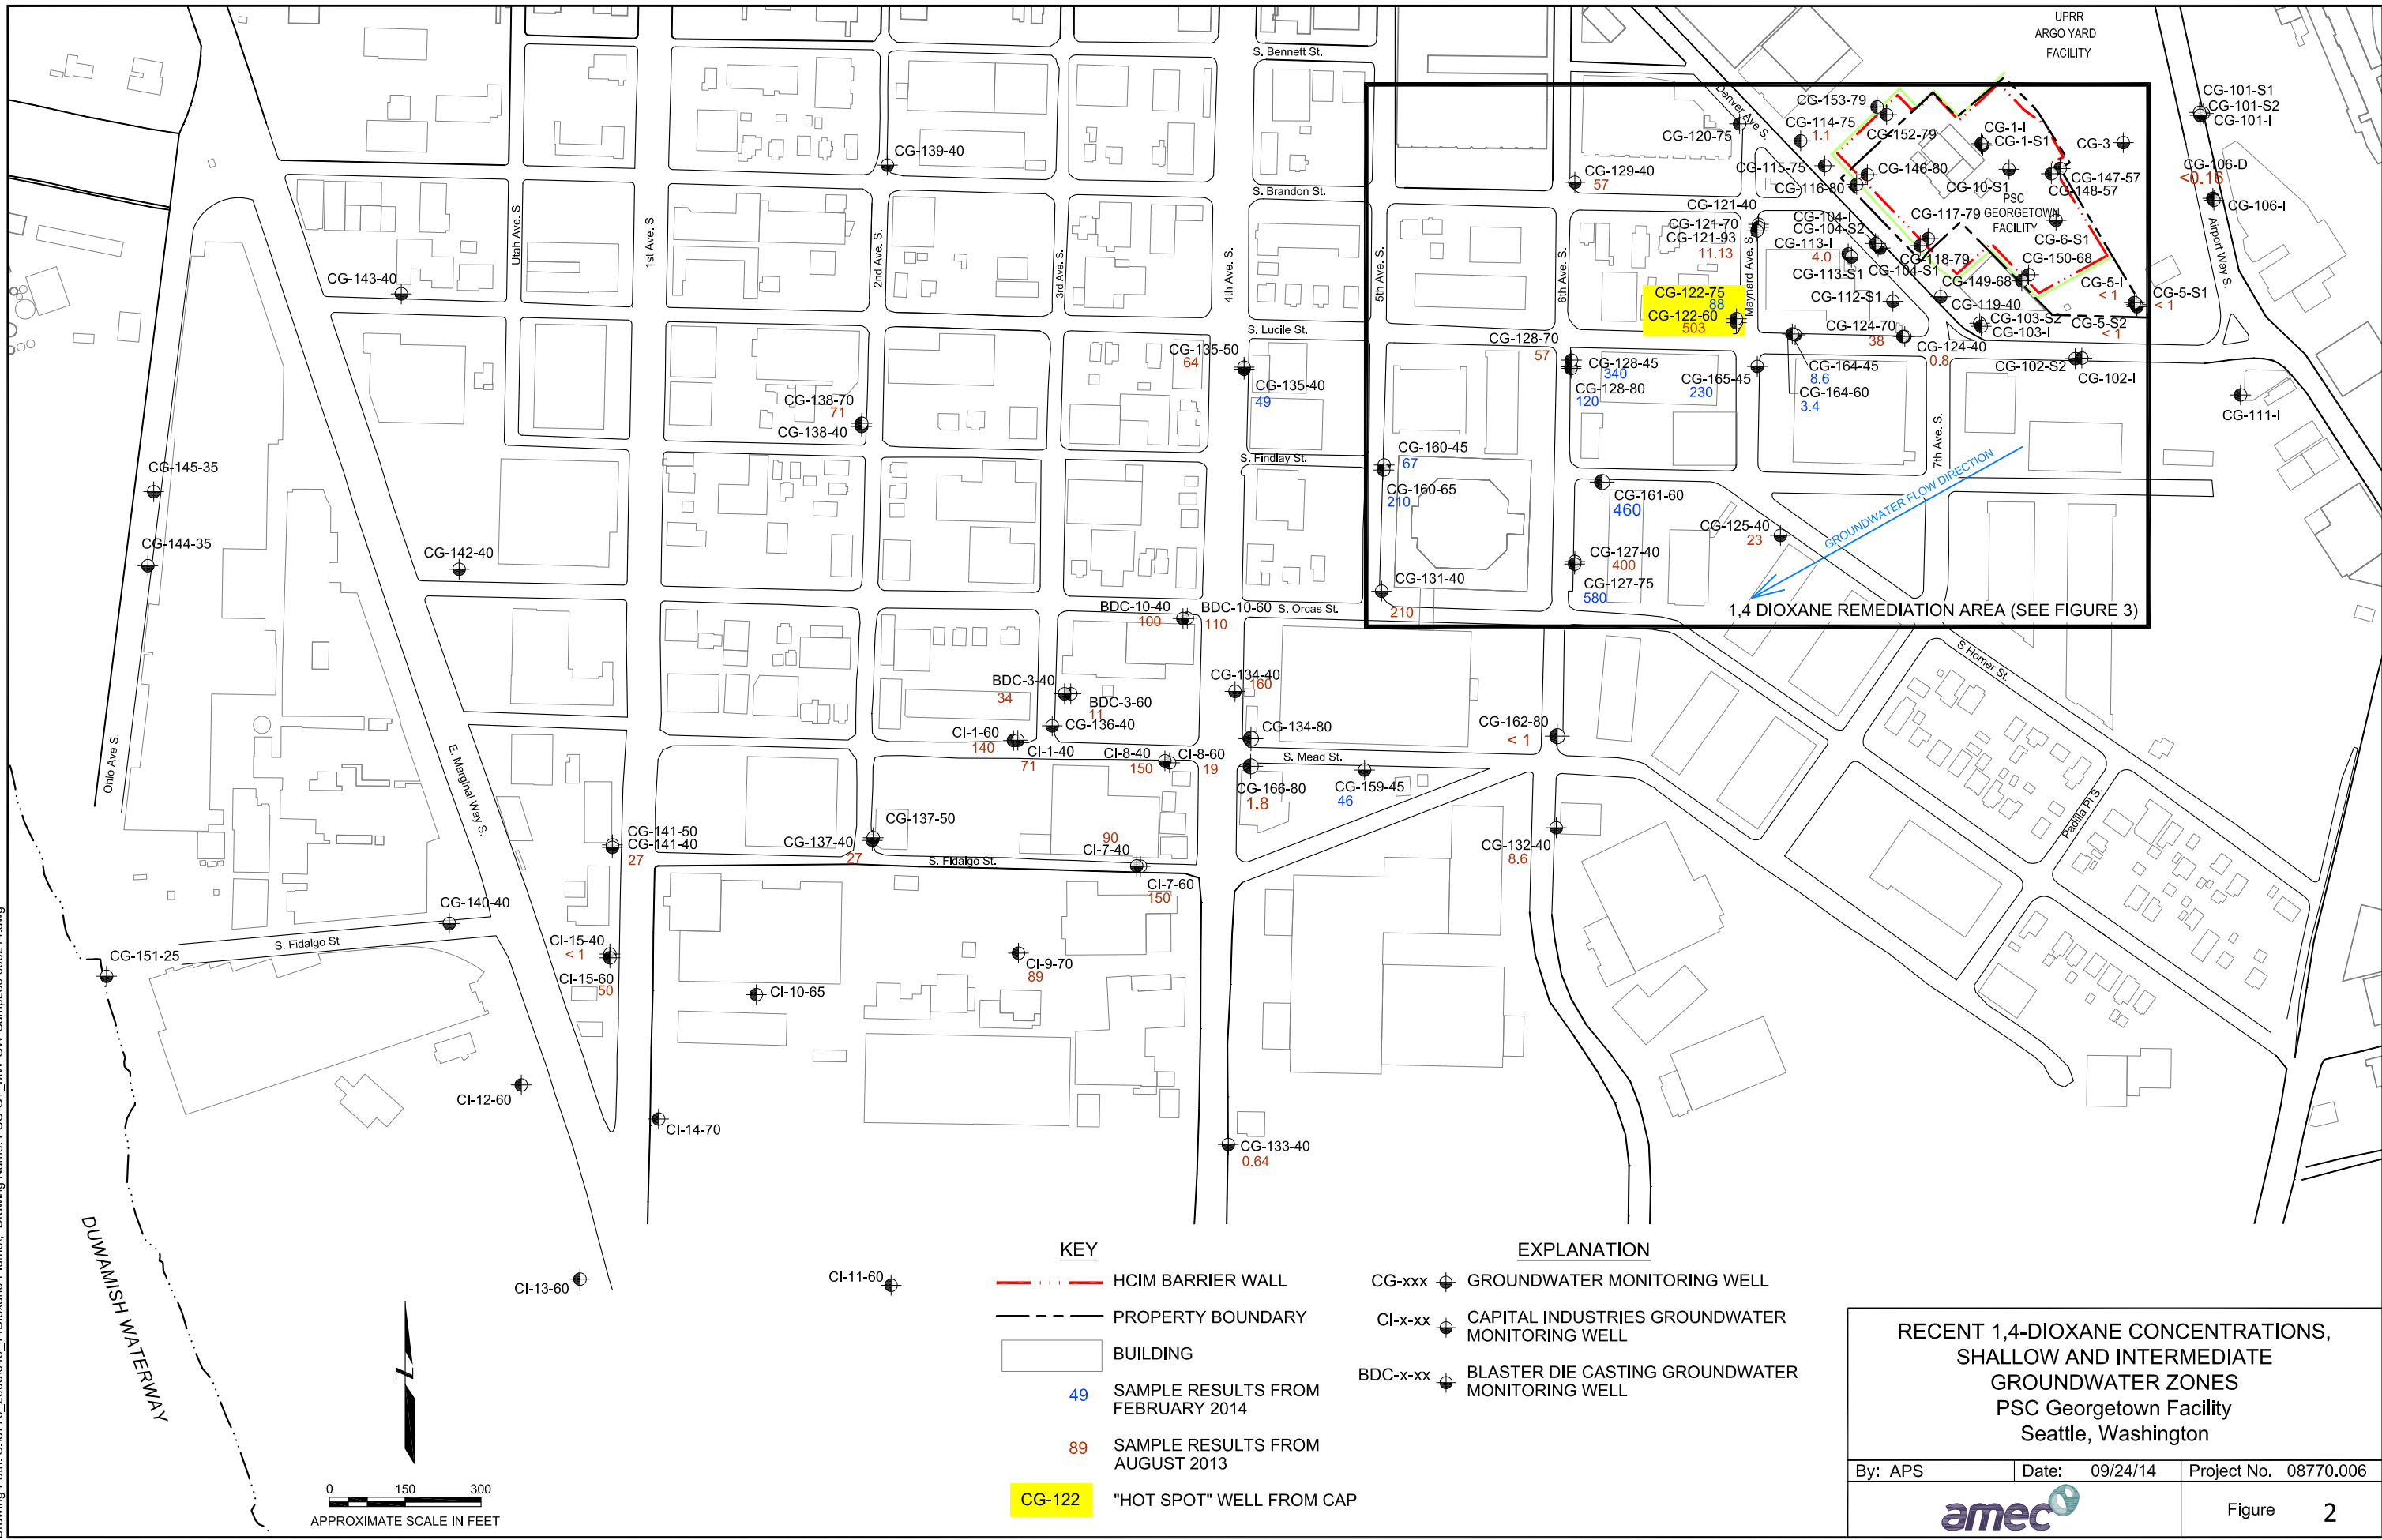 UPRR
ARGO YARD
FACILITY
S. Bennett St.
Denver Ave S.
CG-153-79
CG-114-75
1.1
CG-120-75
CG-152-79
CG-1-I
CG-1-S1
CG-3
CG-101-S1
CG-101-S2
CG-101-I
CG-139-40
CG-115-75
CG-146-80
CG-116-80
CG-10-S1
CG-147-57
CG-148-57
CG-106-D
<0.16
CG-106-I
CG-129-40
57
S. Brandon St.
PSC
GEORGETOWN
FACILITY
CG-121-40
CG-121-70
CG-121-93
11.13
CG-104-I
CG-104-S2
CG-113-I
4.0
CG-117-79
CG-6-S1
CG-118-79
CG-150-68
CG-113-S1
CG-104-S1
CG-149-68
CG-5-I
< 1
CG-5-S1
< 1
CG-112-S1
CG-119-40
CG-103-S2
CG-103-I
CG-5-S2
< 1
Airport Way S.
Utah Ave. S
1st Ave. S
2nd Ave. S.
3rd Ave. S.
4th Ave. S.
5th Ave. S.
6th Ave. S.
Maynard Ave. S
7th Ave. S.
CG-143-40
CG-122-75
88
CG-122-60
503
S. Lucile St.
CG-124-70
38
CG-124-40
0.8
CG-128-70
57
CG-135-50
64
CG-135-40
49
CG-128-45
340
CG-128-80
120
CG-165-45
230
CG-164-45
8.6
CG-164-60
3.4
CG-102-S2
CG-102-I
CG-111-I
CG-138-70
71
CG-138-40
S. Findlay St.
CG-160-45
67
CG-160-65
210
CG-161-60
460
GROUNDWATER FLOW DIRECTION
CG-145-35
CG-144-35
CG-142-40
CG-125-40
23
CG-127-40
400
CG-127-75
580
CG-131-40
210
S. Orcas St.
1,4 DIOXANE REMEDIATION AREA (SEE FIGURE 3)
BDC-10-40
100
BDC-10-60
110
BDC-3-40
34
BDC-3-60
11
CG-136-40
CG-134-40
160
CG-134-80
CG-162-80
< 1
S Homer St.
CI-1-60
140
CI-1-40
71
CI-8-40
150
CI-8-60
19
S. Mead St.
CG-166-80
1.8
CG-159-45
46
Ohio Ave S.
E. Marginal Way S.
Padilla Pl S.
CG-141-50
CG-141-40
27
CG-137-50
CG-137-40
27
90
CI-7-40
CI-7-60
150
S. Fidalgo St.
CG-132-40
8.6
CG-140-40
S. Fidalgo St
CG-151-25
CI-15-40
< 1
CI-15-60
50
CI-9-70
89
CI-10-65
CI-12-60
CI-14-70
CG-133-40
0.64
DUWAMISH WATERWAY
CI-13-60
CI-11-60
N
0 150 300
APPROXIMATE SCALE IN FEET
KEY
HCIM BARRIER WALL
PROPERTY BOUNDARY
BUILDING
49 SAMPLE RESULTS FROM
FEBRUARY 2014
89 SAMPLE RESULTS FROM
AUGUST 2013
CG-122 "HOT SPOT" WELL FROM CAP
EXPLANATION
CG-xxx GROUNDWATER MONITORING WELL
CI-x-xx CAPITAL INDUSTRIES GROUNDWATER
MONITORING WELL
BDC-x-xx BLASTER DIE CASTING GROUNDWATER
MONITORING WELL
RECENT 1,4-DIOXANE CONCENTRATIONS,
SHALLOW AND INTERMEDIATE
GROUNDWATER ZONES
PSC Georgetown Facility
Seattle, Washington
By: APS Date: 09/24/14 Project No. 08770.006
amec
Figure 2